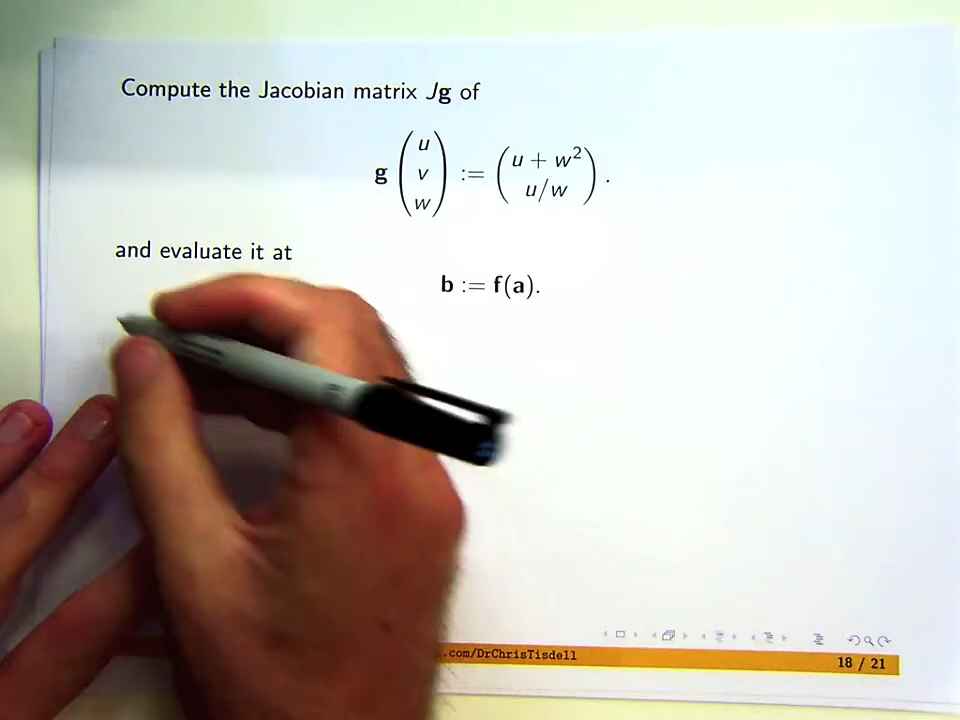 Compute the Jacobian matrix Jg of
g (u v w) := (u + w² u/w).
and evaluate it at
b := f(a).
.com/DrChrisTisdell
18 / 21